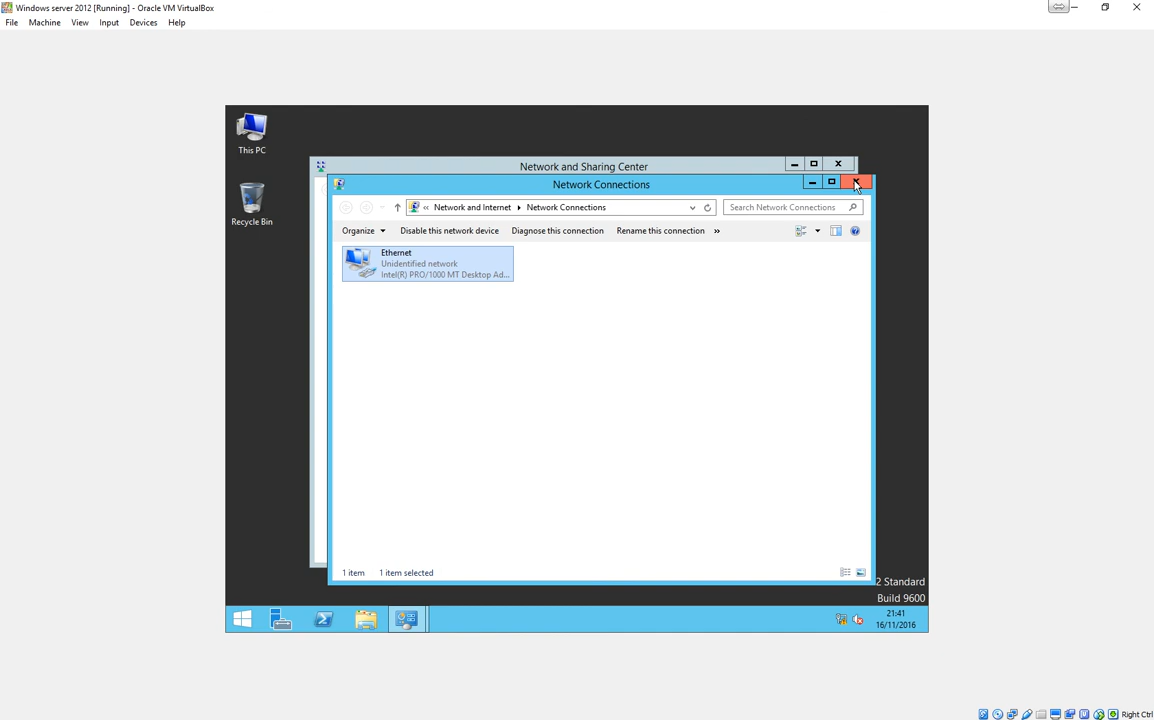 Windows server 2012 [Running] - Oracle VM VirtualBox
File Machine View Input Devices Help
This PC
Recycle Bin
Network and Sharing Center
Network Connections
« Network and Internet Network Connections
Search Network Connections
Organize Disable this network device Diagnose this connection Rename this connection »
Ethernet
Unidentified network
Intel(R) PRO/1000 MT Desktop Ad...
1 item 1 item selected
2 Standard
Build 9600
21:41
16/11/2016
Right Ctrl